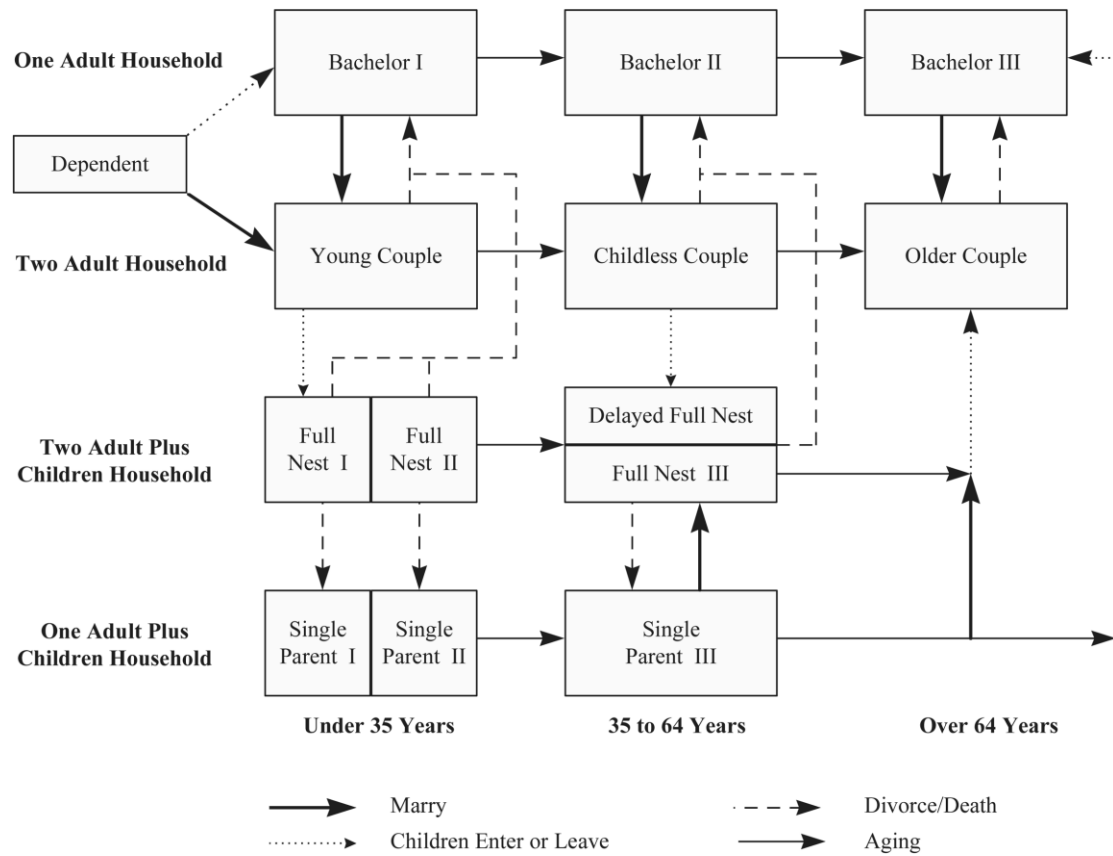 One Adult Household
Bachelor I
Bachelor II
Bachelor III
Dependent
Two Adult Household
Young Couple
Childless Couple
Older Couple
Two Adult Plus
Children Household
Full
Nest I
Full
Nest II
Delayed Full Nest
Full Nest III
One Adult Plus
Children Household
Single
Parent I
Single
Parent II
Single
Parent III
Under 35 Years
35 to 64 Years
Over 64 Years
Marry
Divorce/Death
Children Enter or Leave
Aging